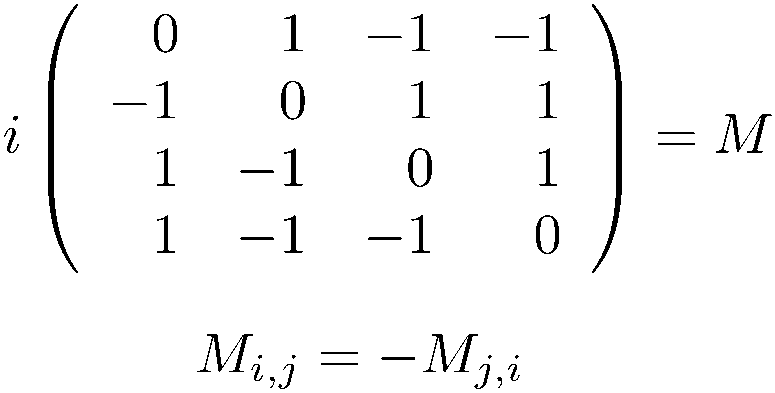 i ( 0 1 −1 −1
−1 0 1 1
1 −1 0 1
1 −1 −1 0 ) = M
M_{i,j} = −M_{j,i}